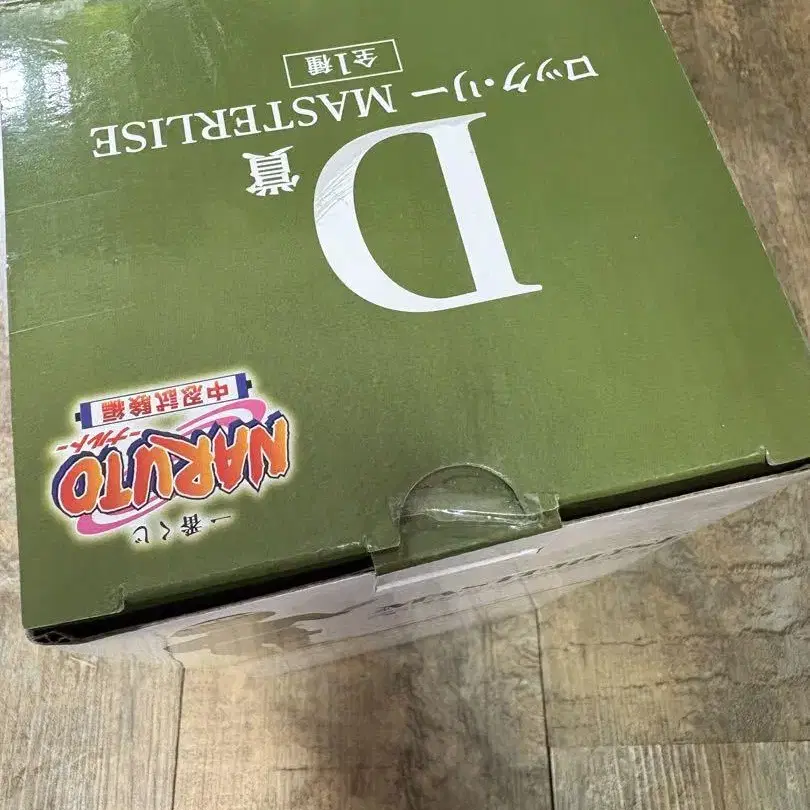 一番くじ
NARUTO
-ナルト-
中忍試験編
D賞
ロック・リー MASTERLISE
全1種